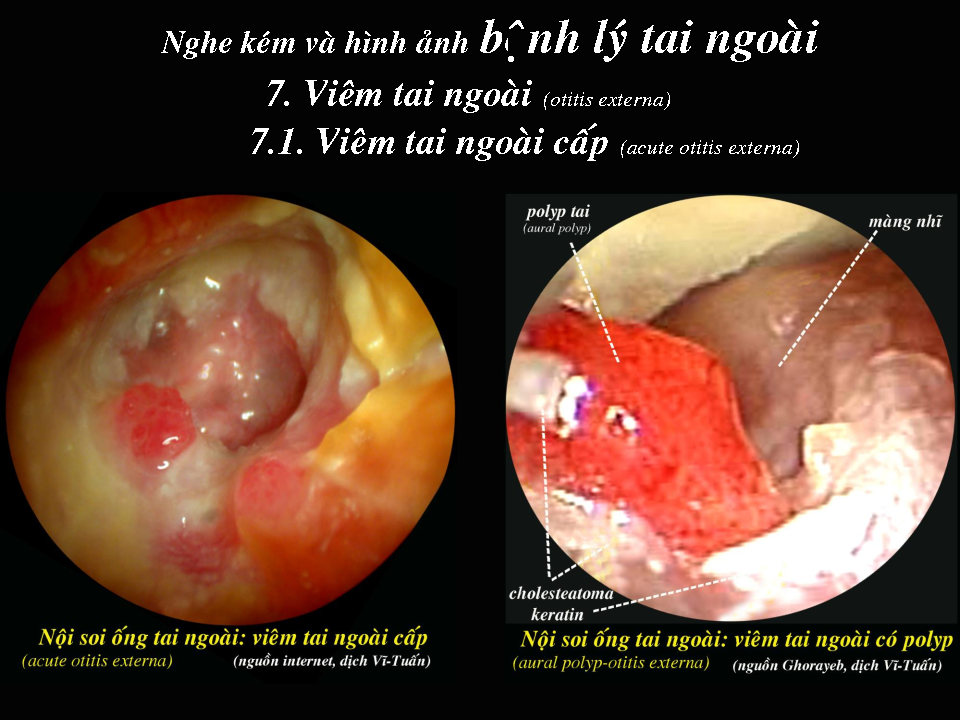 Nghe kém và hình ảnh bệnh lý tai ngoài
7. Viêm tai ngoài (otitis externa)
7.1. Viêm tai ngoài cấp (acute otitis externa)
polyp tai
(aural polyp)
màng nhĩ
cholesteatoma
keratin
Nội soi ống tai ngoài: viêm tai ngoài cấp
(acute otitis externa) (nguồn internet, dịch Vĩ-Tuấn)
Nội soi ống tai ngoài: viêm tai ngoài có polyp
(aural polyp-otitis externa) (nguồn Ghorayeb, dịch Vĩ-Tuấn)